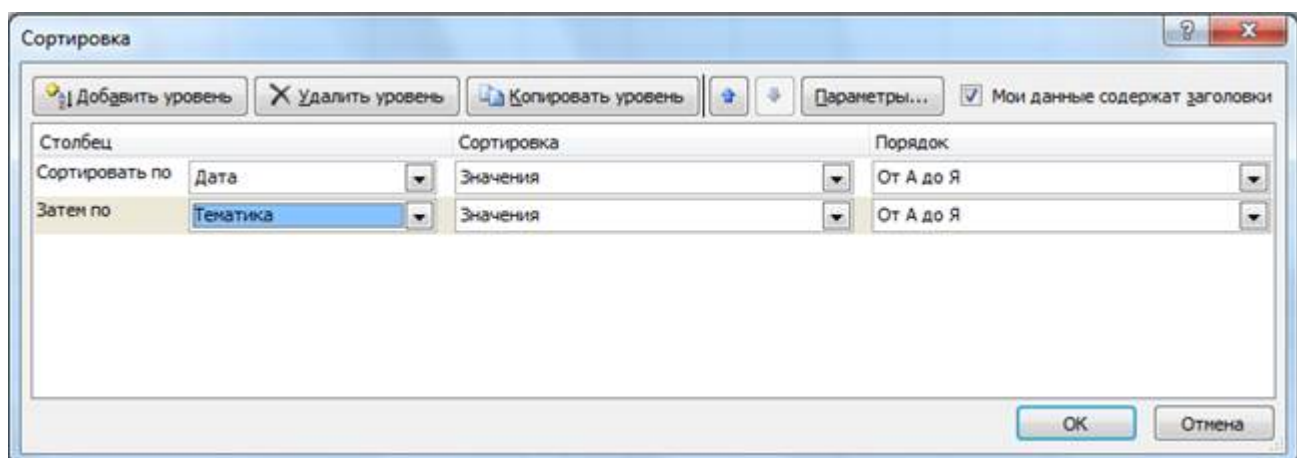 Сортировка
Добавить уровень Удалить уровень Копировать уровень Параметры... Мои данные содержат заголовки
Столбец Сортировка Порядок
Сортировать по Дата Значения От А до Я
Затем по Тематика Значения От А до Я
ОК Отмена